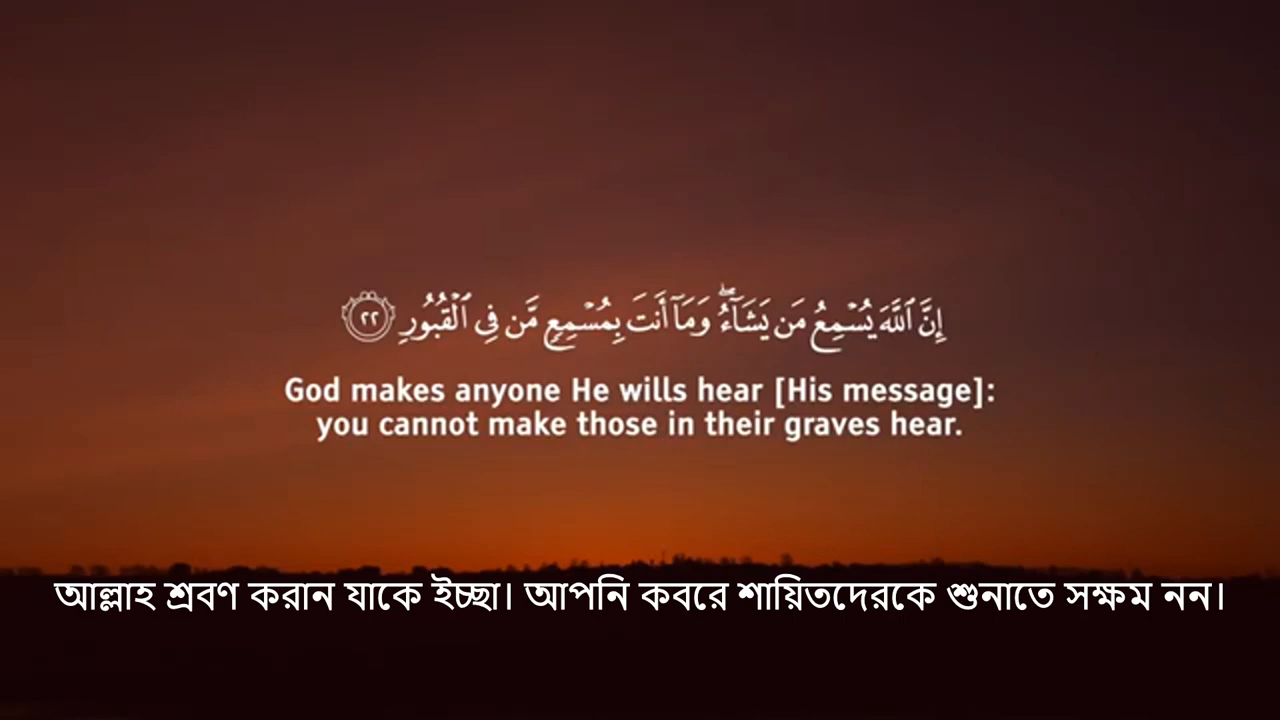 إِنَّ ٱللَّهَ يُسْمِعُ مَن يَشَآءُ ۖ وَمَآ أَنتَ بِمُسْمِعٍ مَّن فِى ٱلْقُبُورِ ٢٢
God makes anyone He wills hear [His message]:
you cannot make those in their graves hear.
আল্লাহ শ্রবণ করান যাকে ইচ্ছা। আপনি কবরে শায়িতদেরকে শুনাতে সক্ষম নন।